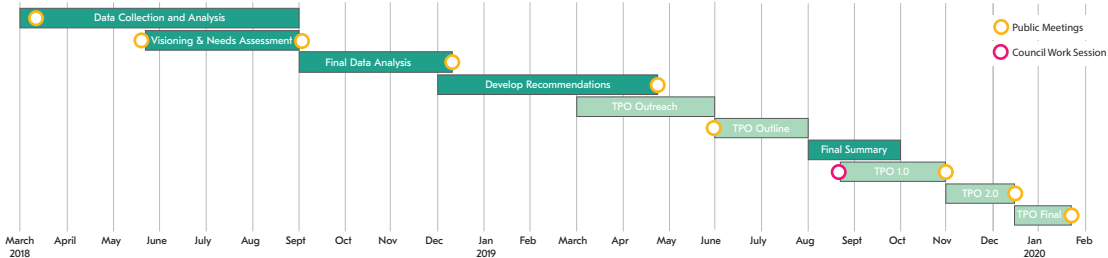 Data Collection and Analysis
Public Meetings
Visioning & Needs Assessment
Council Work Session
Final Data Analysis
Develop Recommendations
TPO Outreach
TPO Outline
Final Summary
TPO 1.0
TPO 2.0
TPO Final
March April May June July Aug Sept Oct Nov Dec Jan Feb March Apr May June July Aug Sept Oct Nov Dec Jan Feb
2018 2019 2020